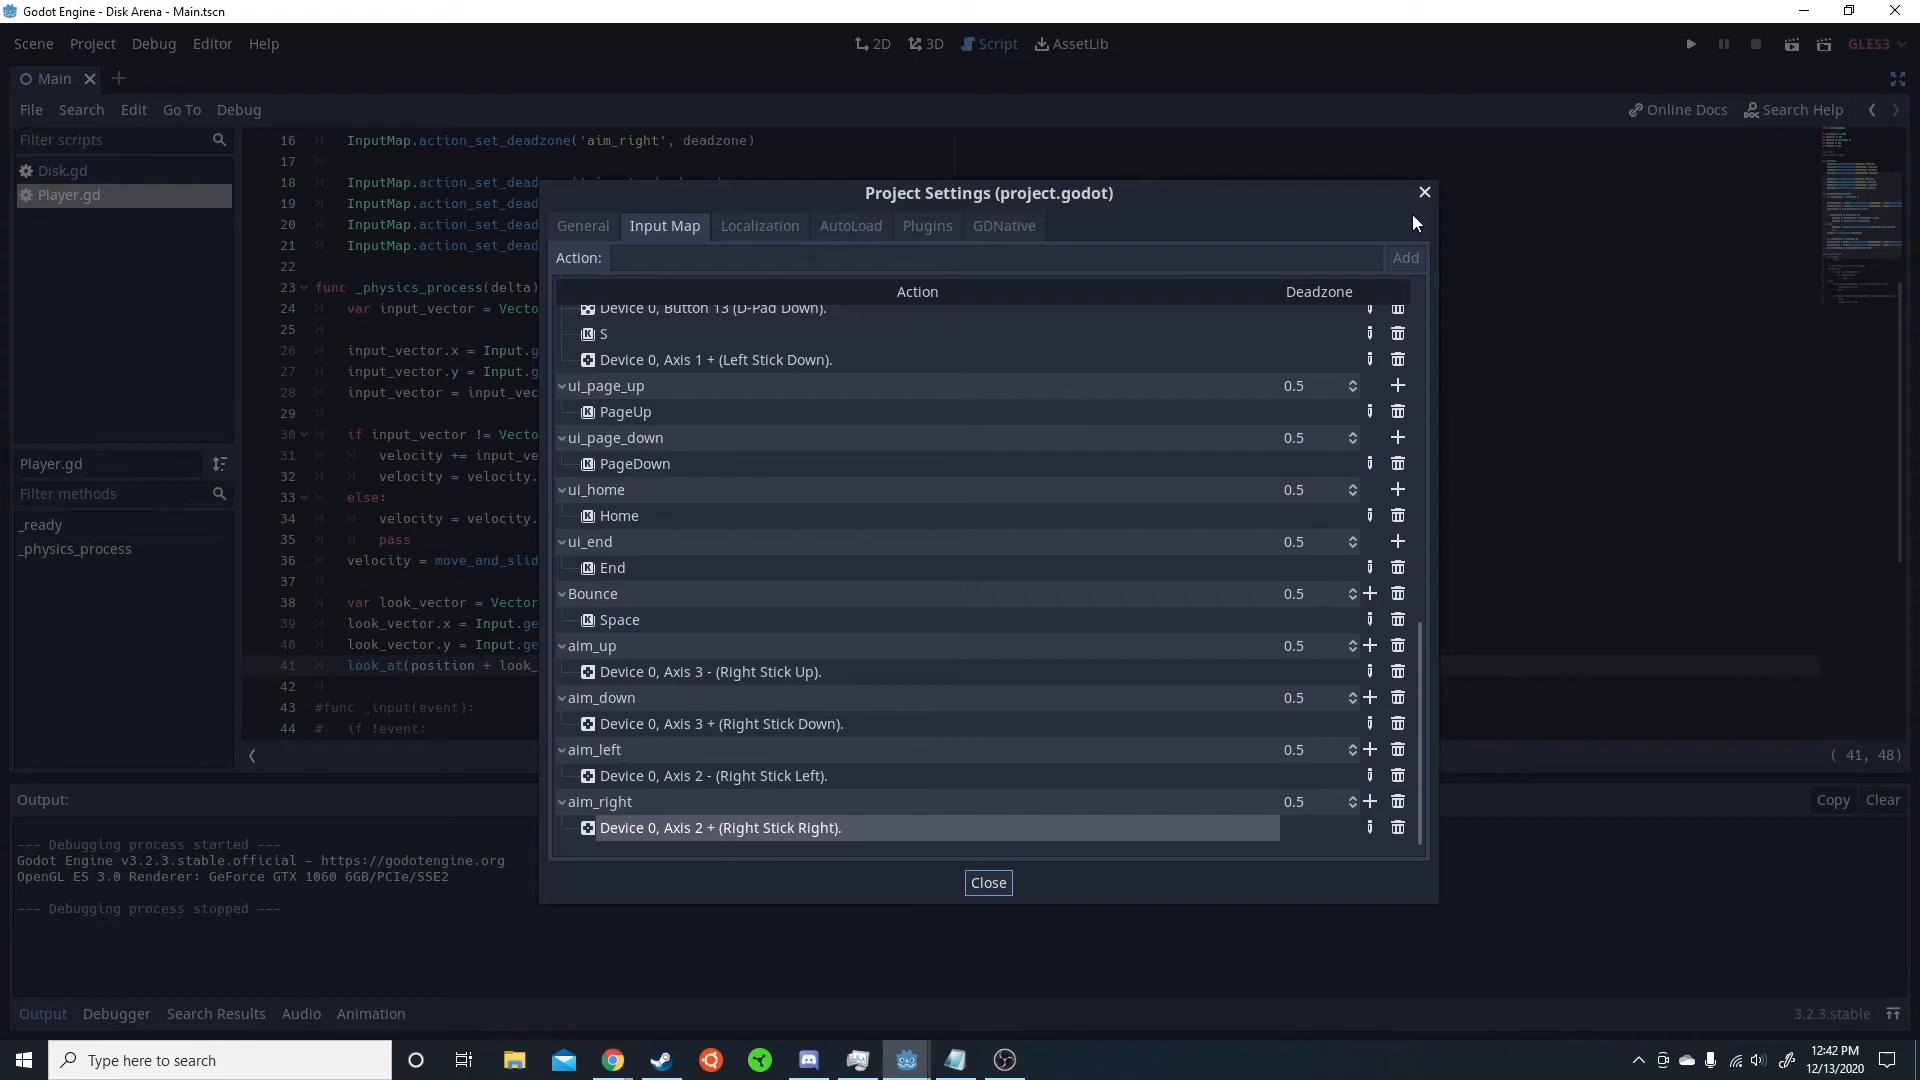 Godot Engine - Disk Arena - Main.tscn
Scene Project Debug Editor Help
2D 3D Script AssetLib
GLES3
Main
File Search Edit Go To Debug
Online Docs Search Help
Filter scripts
Disk.gd
Player.gd
Player.gd
Filter methods
_ready
_physics_process
16 InputMap.action_set_deadzone('aim_right', deadzone)
17
18 InputMap.action_set_dead
19 InputMap.action_set_dead
20 InputMap.action_set_dead
21 InputMap.action_set_dead
22
23 func _physics_process(delta)
24 var input_vector = Vecto
25
26 input_vector.x = Input.g
27 input_vector.y = Input.g
28 input_vector = input_vec
29
30 if input_vector != Vecto
31 velocity += input_ve
32 velocity = velocity.
33 else:
34 velocity = velocity.
35 pass
36 velocity = move_and_slid
37
38 var look_vector = Vector
39 look_vector.x = Input.ge
40 look_vector.y = Input.ge
41 look_at(position + look_
42
43 #func _input(event):
44 # if !event:
( 41, 48)
Project Settings (project.godot)
General Input Map Localization AutoLoad Plugins GDNative
Action: Add
Action Deadzone
Device 0, Button 13 (D-Pad Down).
S
Device 0, Axis 1 + (Left Stick Down).
ui_page_up 0.5
PageUp
ui_page_down 0.5
PageDown
ui_home 0.5
Home
ui_end 0.5
End
Bounce 0.5
Space
aim_up 0.5
Device 0, Axis 3 - (Right Stick Up).
aim_down 0.5
Device 0, Axis 3 + (Right Stick Down).
aim_left 0.5
Device 0, Axis 2 - (Right Stick Left).
aim_right 0.5
Device 0, Axis 2 + (Right Stick Right).
Close
Output: Copy Clear
--- Debugging process started ---
Godot Engine v3.2.3.stable.official - https://godotengine.org
OpenGL ES 3.0 Renderer: GeForce GTX 1060 6GB/PCIe/SSE2
--- Debugging process stopped ---
Output Debugger Search Results Audio Animation
3.2.3.stable
Type here to search
12:42 PM
12/13/2020